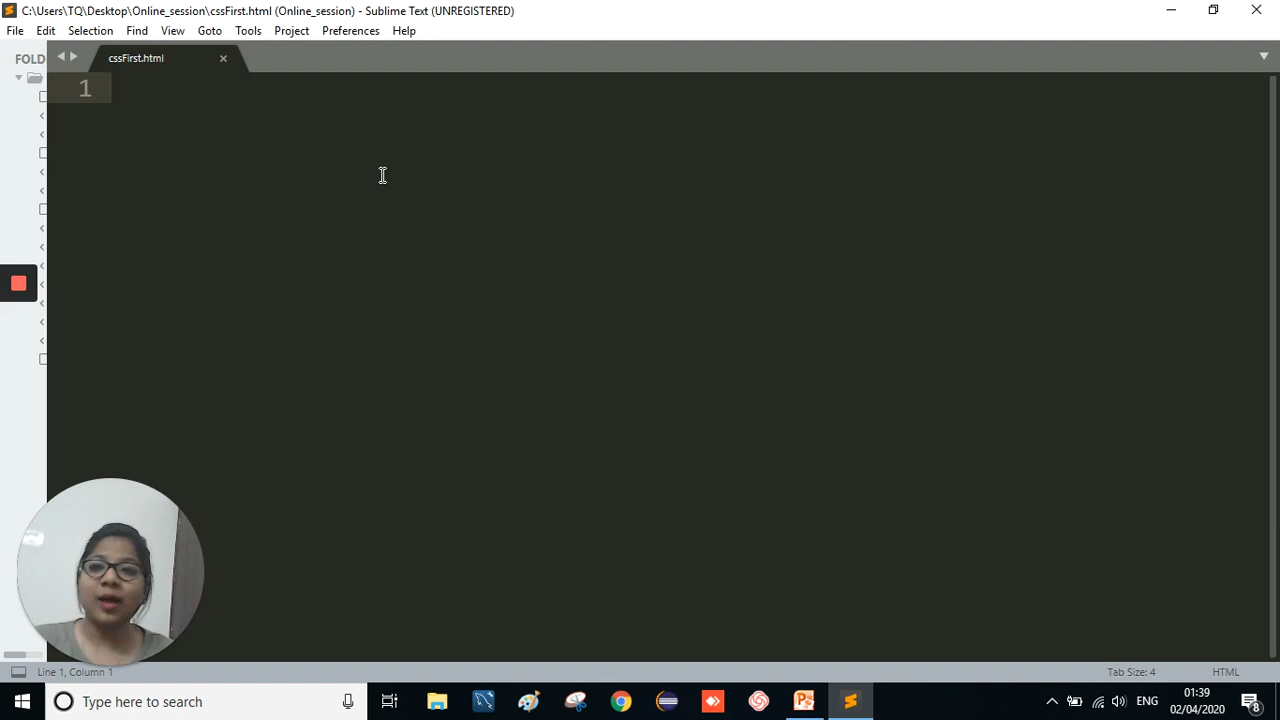 C:\Users\TQ\Desktop\Online_session\cssFirst.html (Online_session) - Sublime Text (UNREGISTERED)
File Edit Selection Find View Goto Tools Project Preferences Help
FOLD
cssFirst.html
1
Line 1, Column 1
Tab Size: 4
HTML
Type here to search
ENG
01:39
02/04/2020
8